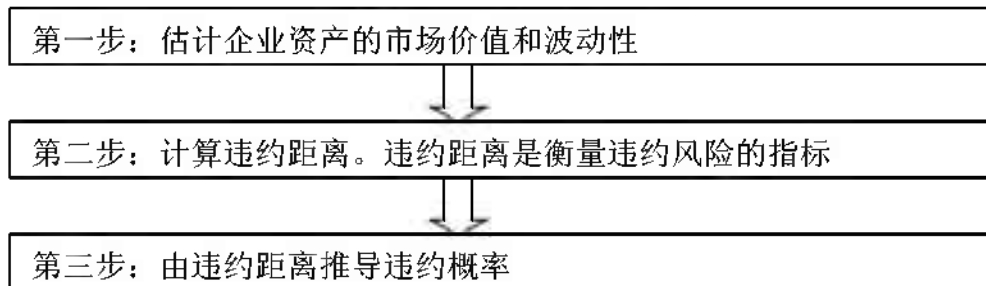 第一步：估计企业资产的市场价值和波动性
第二步：计算违约距离。违约距离是衡量违约风险的指标
第三步：由违约距离推导违约概率